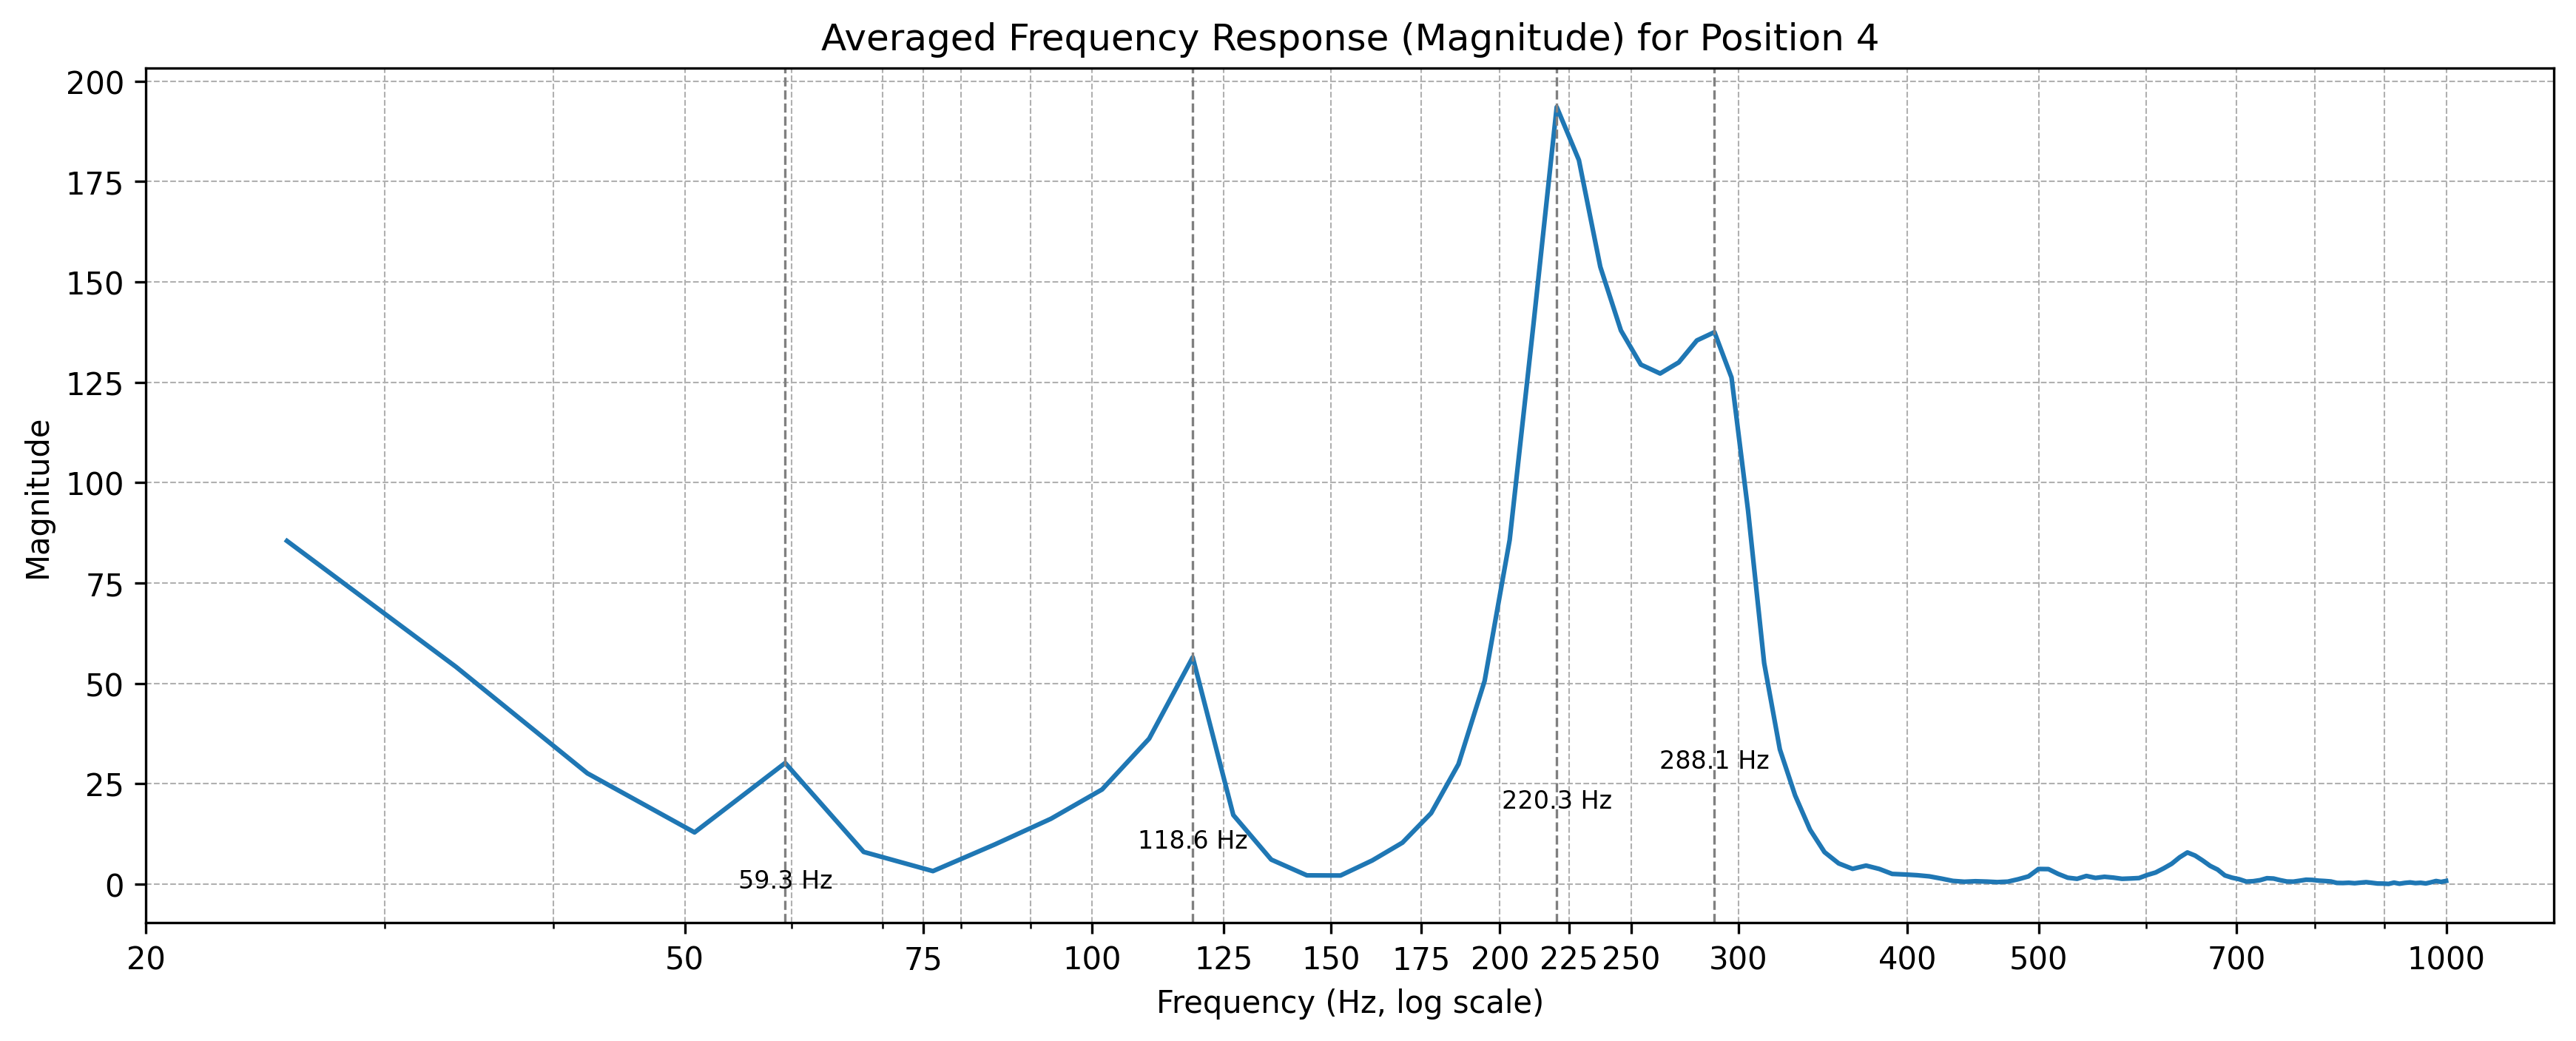 Averaged Frequency Response (Magnitude) for Position 4
200
175
150
125
100
75
50
25
0
Magnitude
288.1 Hz
220.3 Hz
118.6 Hz
59.3 Hz
20 50 75 100 125 150 175 200 225 250 300 400 500 700 1000
Frequency (Hz, log scale)